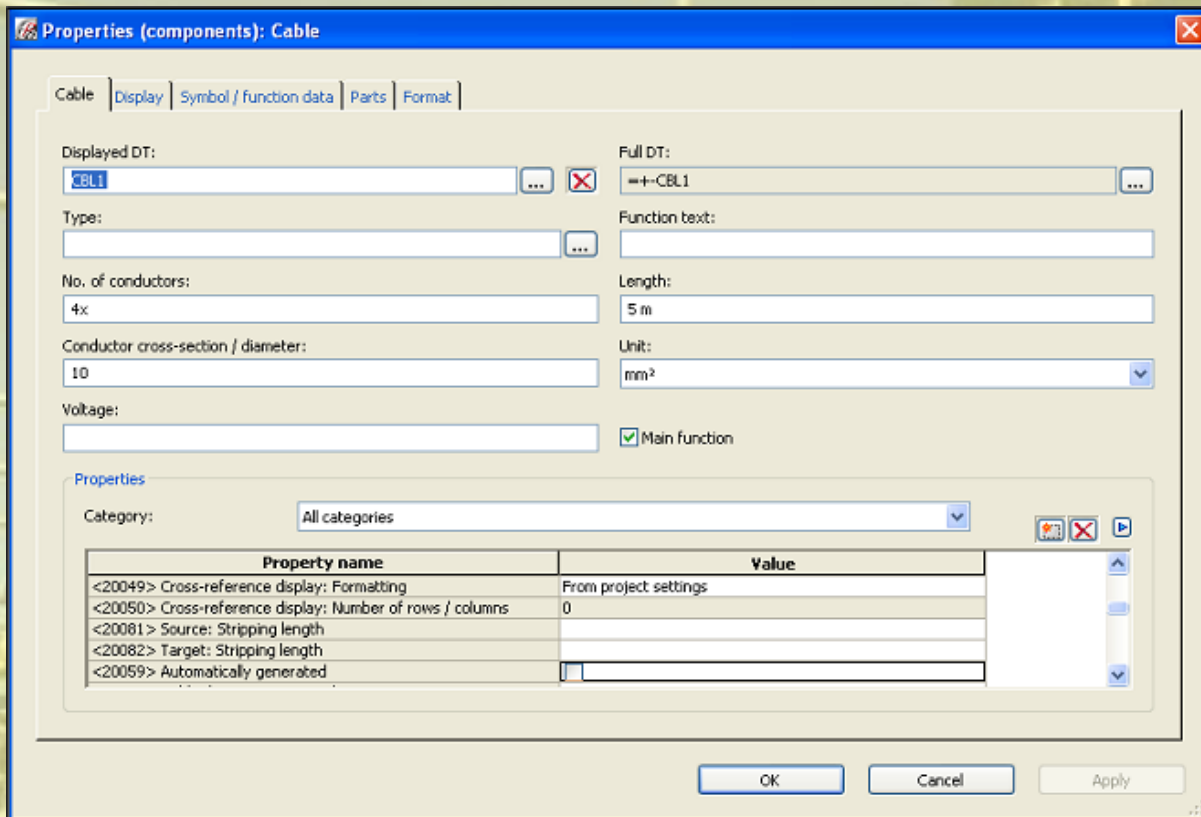 Properties (components): Cable
Cable Display Symbol / function data Parts Format
Displayed DT: Full DT:
CBL1 ... =+-CBL1 ...
Type: Function text:
...
No. of conductors: Length:
4x 5 m
Conductor cross-section / diameter: Unit:
10 mm²
Voltage:
Main function
Properties
Category: All categories
Property name Value
<20049> Cross-reference display: Formatting From project settings
<20050> Cross-reference display: Number of rows / columns 0
<20081> Source: Stripping length
<20082> Target: Stripping length
<20059> Automatically generated
OK Cancel Apply